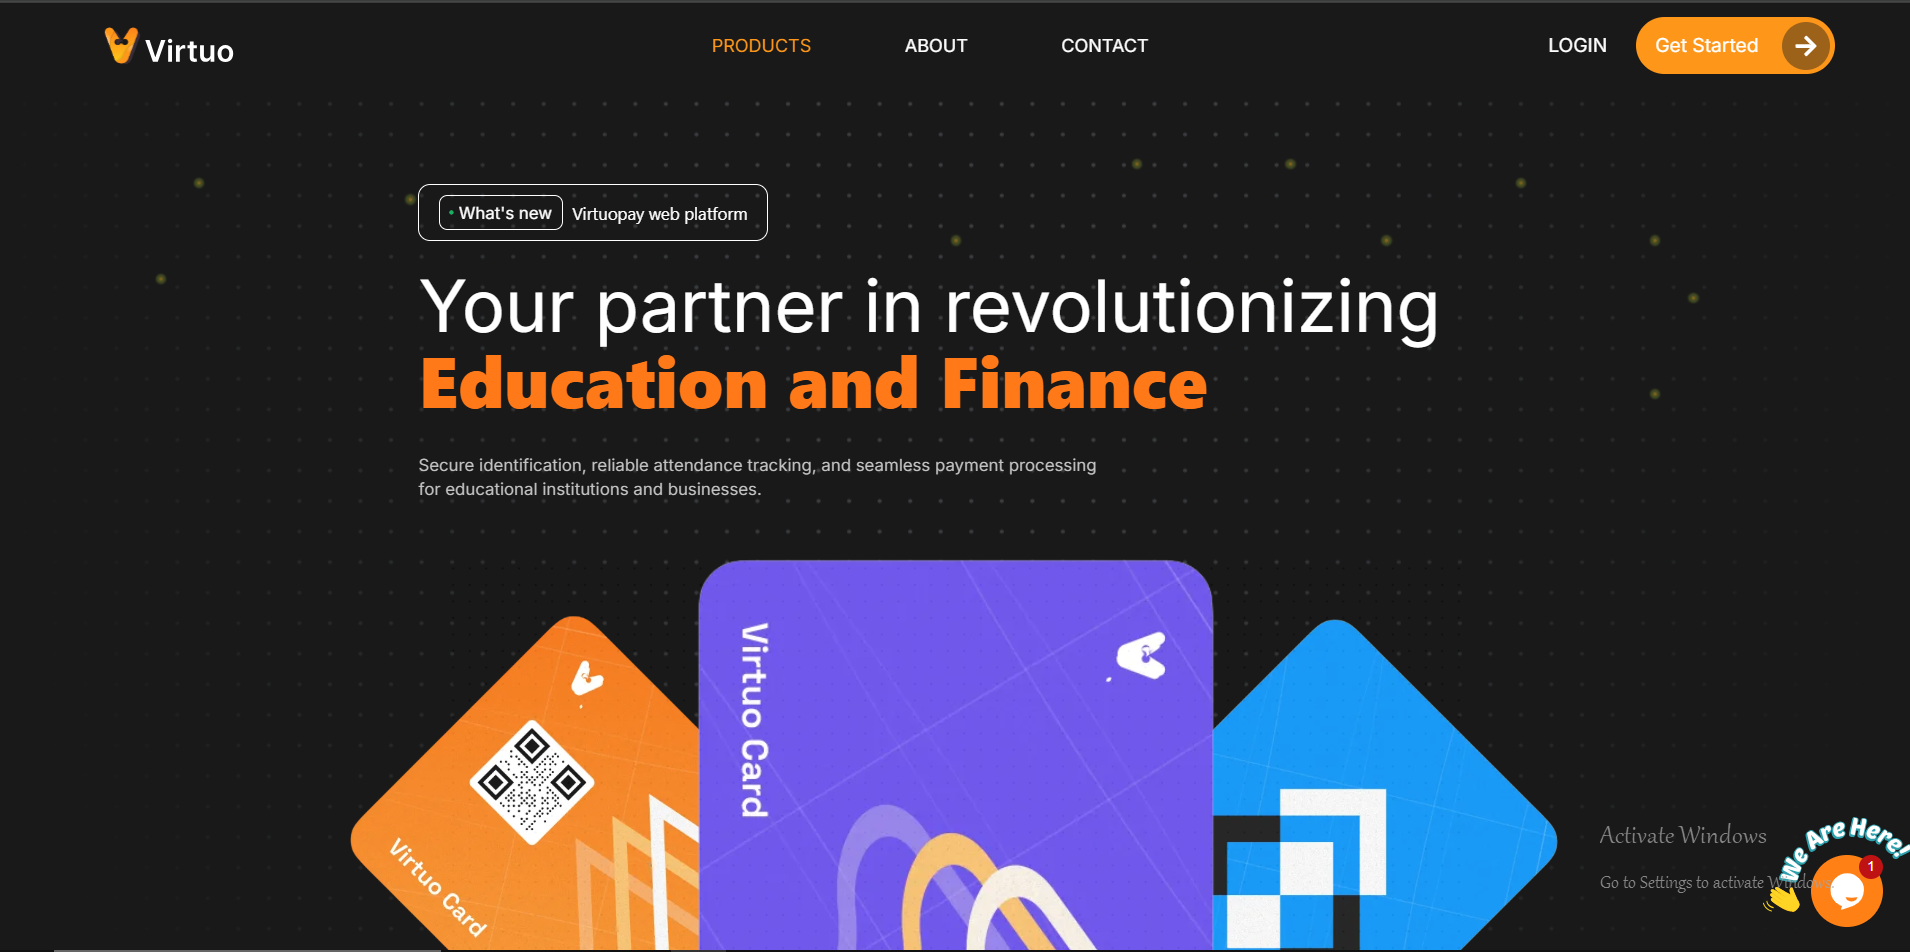 Virtuo
PRODUCTS
ABOUT
CONTACT
LOGIN
Get Started
What's new
Virtuopay web platform
Your partner in revolutionizing
Education and Finance
Secure identification, reliable attendance tracking, and seamless payment processing
for educational institutions and businesses.
Virtuo Card
Virtuo Card
Activate Windows
Go to Settings to activate Windows.
We Are Here!
1